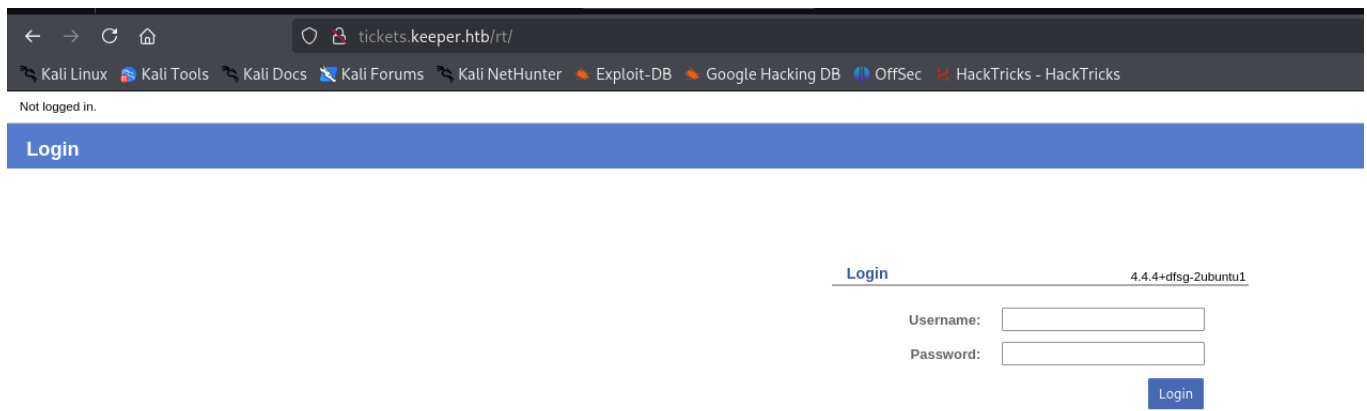 tickets.keeper.htb/rt/
Kali Linux Kali Tools Kali Docs Kali Forums Kali NetHunter Exploit-DB Google Hacking DB OffSec HackTricks - HackTricks
Not logged in.
Login
Login 4.4.4+dfsg-2ubuntu1
Username:
Password:
Login